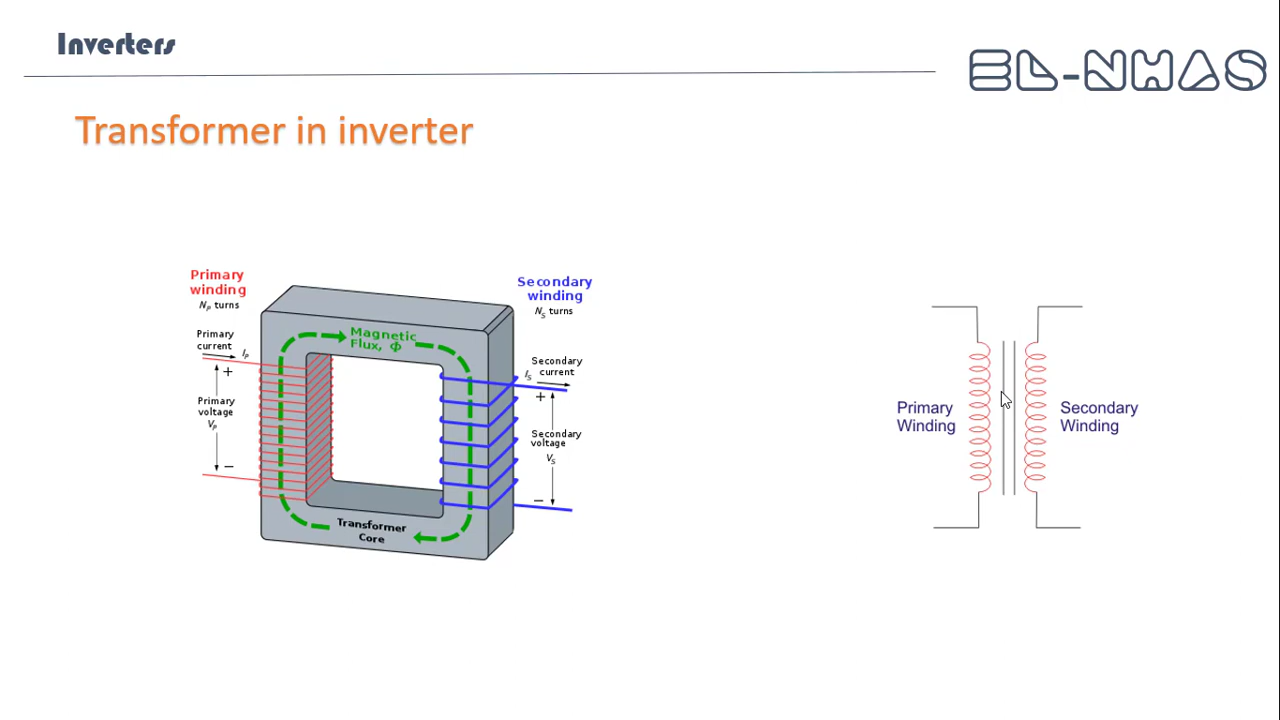 Inverters
EL-NHAS
Transformer in inverter
Primary
winding
NP turns
Primary
current
IP
+
Primary
voltage
VP
−
Magnetic
Flux, Φ
Transformer
Core
Secondary
winding
NS turns
Secondary
current
IS
+
Secondary
voltage
VS
−
Primary
Winding
Secondary
Winding